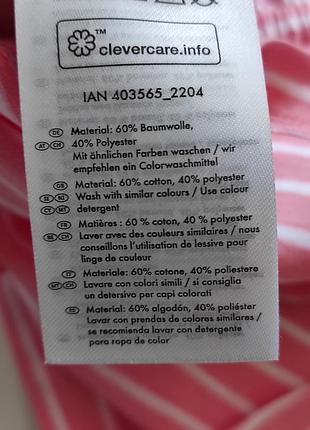 ™
clevercare.info
IAN 403565_2204
DE Material: 60% Baumwolle,
AT CH 40% Polyester
Mit ähnlichen Farben waschen / wir
empfehlen ein Colorwaschmittel
GB Material: 60% cotton, 40% polyester
IE NI Wash with similar colours / Use colour
CY MT detergent
FR Matières : 60 % coton, 40 % polyester
BE CH Laver avec des couleurs similaires / nous
conseillons l'utilisation de lessive pour
linge de couleur
IT Materiale: 60% cotone, 40% poliestere
MT CH Lavare con colori simili / si consiglia
un detersivo per capi colorati
ES Material: 60% algodón, 40% poliéster
Lavar con prendas de colores similares /
se recomienda lavar con detergente
para ropa de color